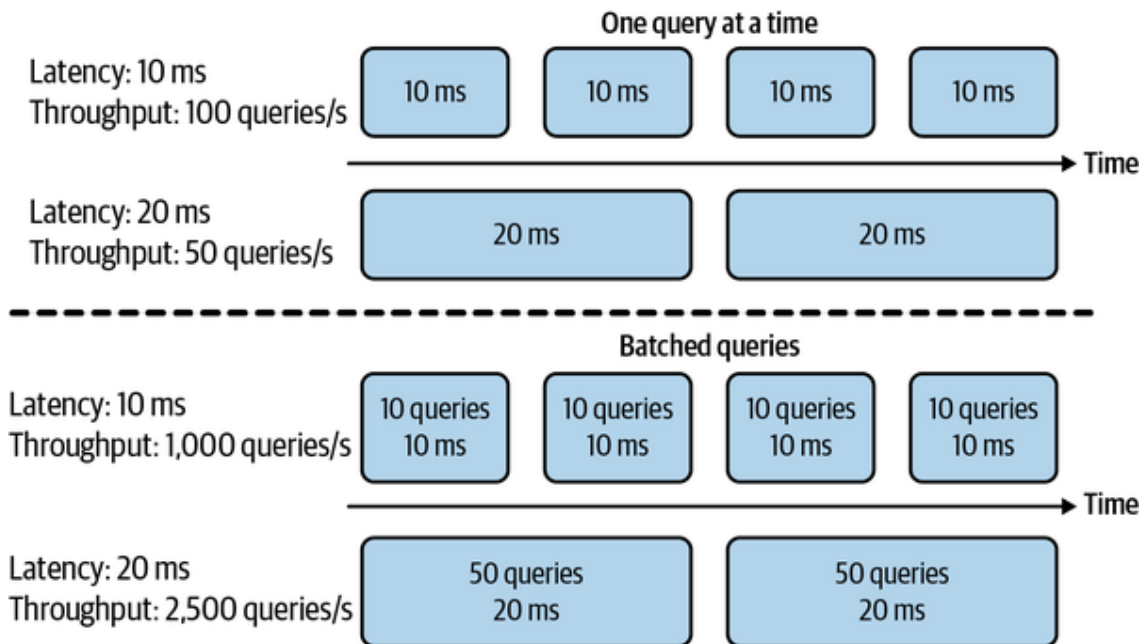 One query at a time
Latency: 10 ms
Throughput: 100 queries/s
10 ms
10 ms
10 ms
10 ms
Time
Latency: 20 ms
Throughput: 50 queries/s
20 ms
20 ms
Batched queries
Latency: 10 ms
Throughput: 1,000 queries/s
10 queries
10 ms
10 queries
10 ms
10 queries
10 ms
10 queries
10 ms
Time
Latency: 20 ms
Throughput: 2,500 queries/s
50 queries
20 ms
50 queries
20 ms